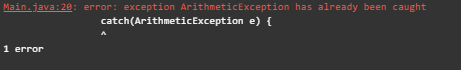 Main.java:20: error: exception ArithmeticException has already been caught
catch(ArithmeticException e) {
^
1 error